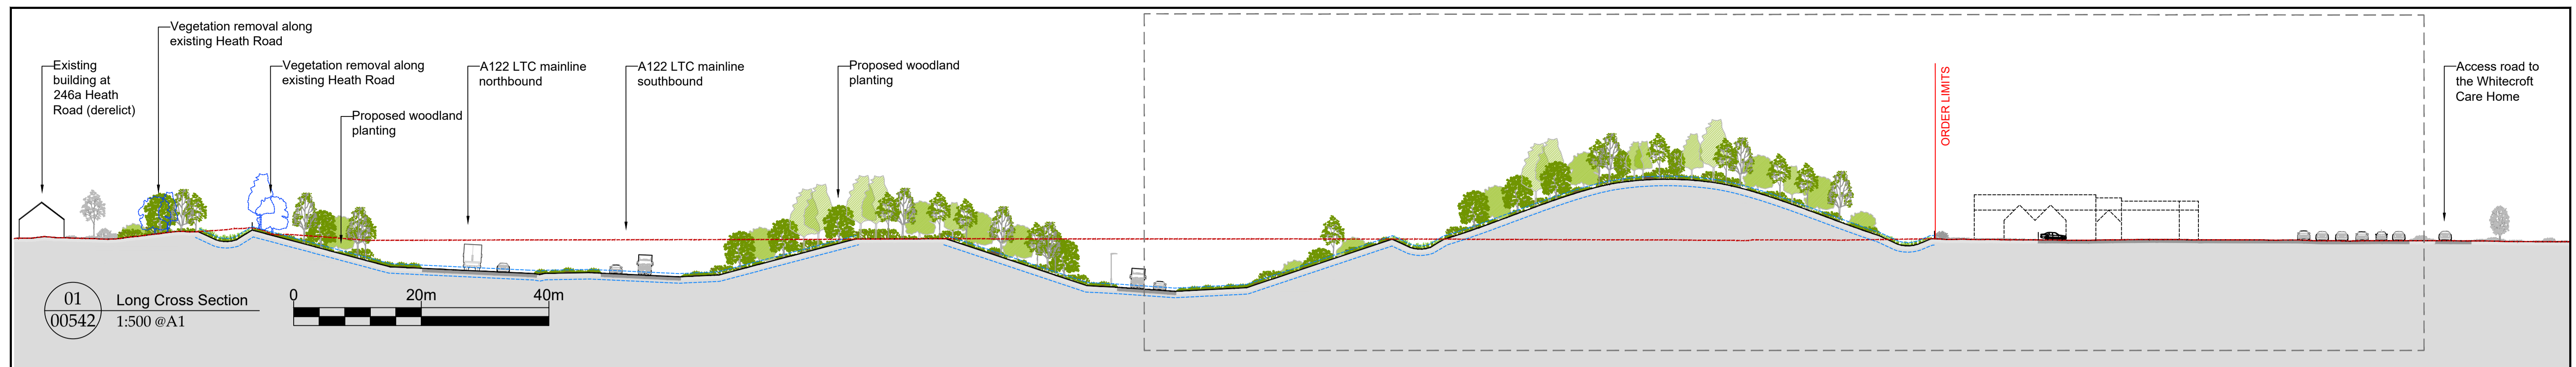 Vegetation removal along
existing Heath Road
Existing
building at
246a Heath
Road (derelict)
Vegetation removal along
existing Heath Road
Proposed woodland
planting
A122 LTC mainline
northbound
A122 LTC mainline
southbound
Proposed woodland
planting
ORDER LIMITS
Access road to
the Whitecroft
Care Home
01
00542
Long Cross Section
1:500 @A1
0 20m 40m